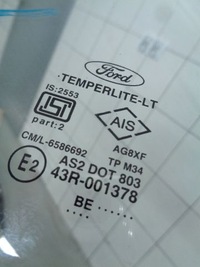 Ford
TEMPERLITE-LT
IS:2553
ISI
part:2
AIS
CM/L-6586692
AG8XF
TP M34
E2
AS2 DOT 803
43R-001378
BE